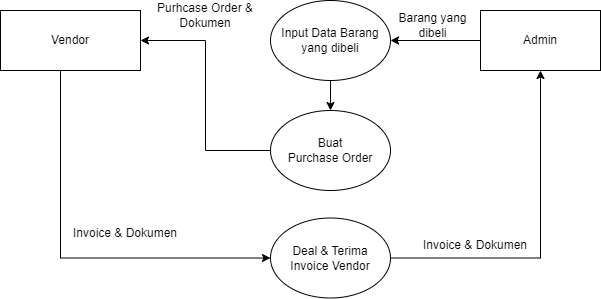 Purhcase Order &
Dokumen
Vendor
Input Data Barang
yang dibeli
Barang yang
dibeli
Admin
Buat
Purchase Order
Invoice & Dokumen
Deal & Terima
Invoice Vendor
Invoice & Dokumen